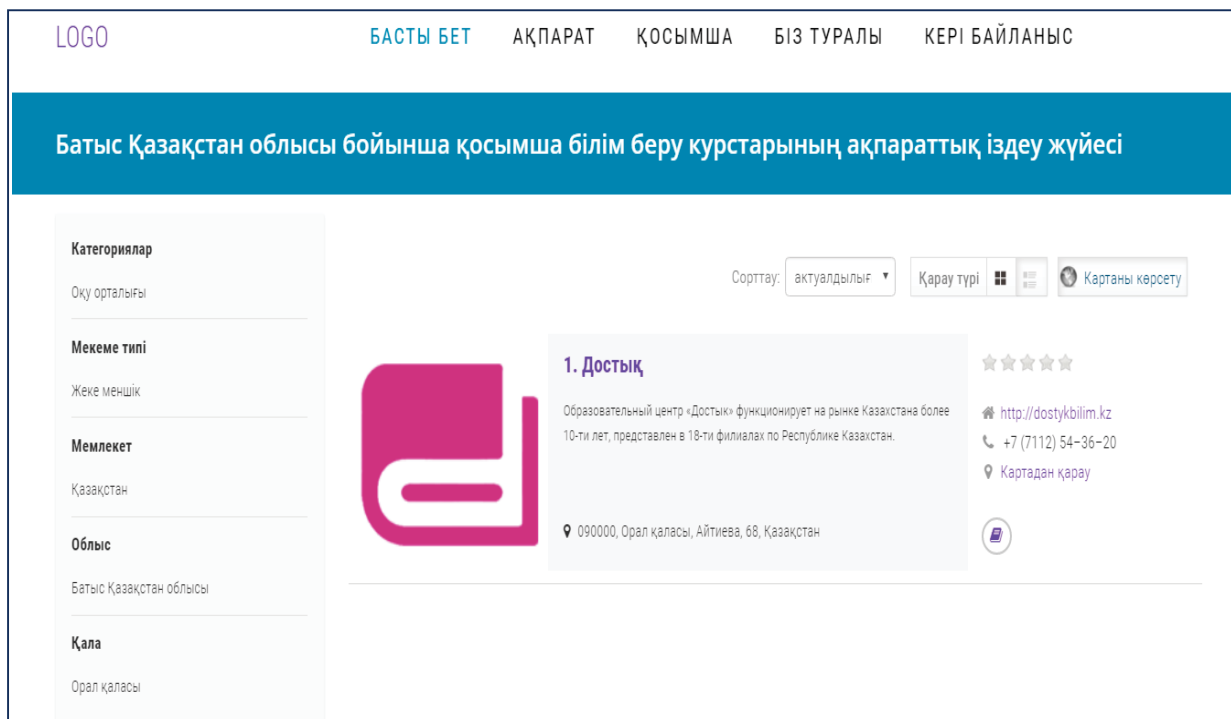 LOGO
БАСТЫ БЕТ АҚПАРАТ ҚОСЫМША БІЗ ТУРАЛЫ КЕРІ БАЙЛАНЫС
Батыс Қазақстан облысы бойынша қосымша білім беру курстарының ақпараттық іздеу жүйесі
Категориялар
Оқу орталығы
Мекеме типі
Жеке меншік
Мемлекет
Қазақстан
Облыс
Батыс Қазақстан облысы
Қала
Орал қаласы
Сорттау: актуалдылығ Қарау түрі Картаны көрсету
1. Достық
Образовательный центр «Достык» функционирует на рынке Казахстана более
10-ти лет, представлен в 18-ти филиалах по Республике Казахстан.
090000, Орал қаласы, Айтиева, 68, Қазақстан
http://dostykbilim.kz
+7 (7112) 54-36-20
Картадан қарау